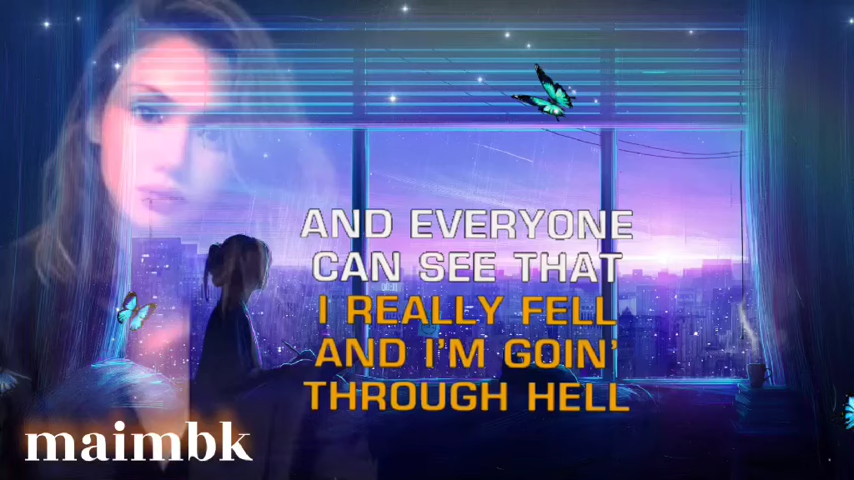 AND EVERYONE
CAN SEE THAT
I REALLY FELL
AND I'M GOIN'
THROUGH HELL
maimbk